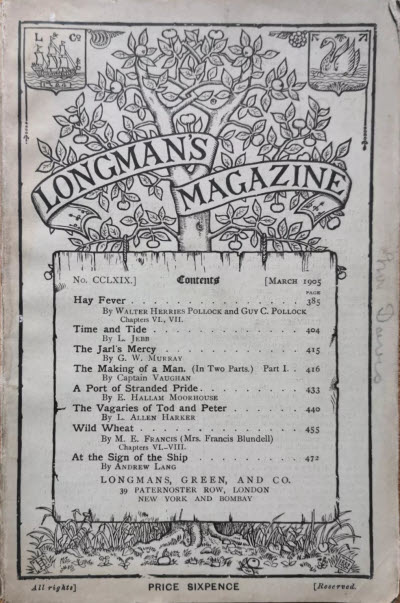 L Co
LONGMAN'S
MAGAZINE
No. CCLXIX.] Contents [MARCH 1905
PAGE
Hay Fever . . . . . . . . . . . 385
By WALTER HERRIES POLLOCK and GUY C. POLLOCK
Chapters VI., VII.
Time and Tide . . . . . . . . . . 404
By L. JEBB
The Jarl's Mercy . . . . . . . . . 415
By G. W. MURRAY
The Making of a Man. (In Two Parts.) Part I. . 416
By Captain VAUGHAN
A Port of Stranded Pride . . . . . . . 433
By E. HALLAM MOORHOUSE
The Vagaries of Tod and Peter . . . . . 440
By L. ALLEN HARKER
Wild Wheat . . . . . . . . . . 455
By M. E. FRANCIS (Mrs. Francis Blundell)
Chapters VI.-VIII.
At the Sign of the Ship . . . . . . . 472
By ANDREW LANG
LONGMANS, GREEN, AND CO.
39 PATERNOSTER ROW, LONDON
NEW YORK AND BOMBAY
All rights] PRICE SIXPENCE [Reserved.